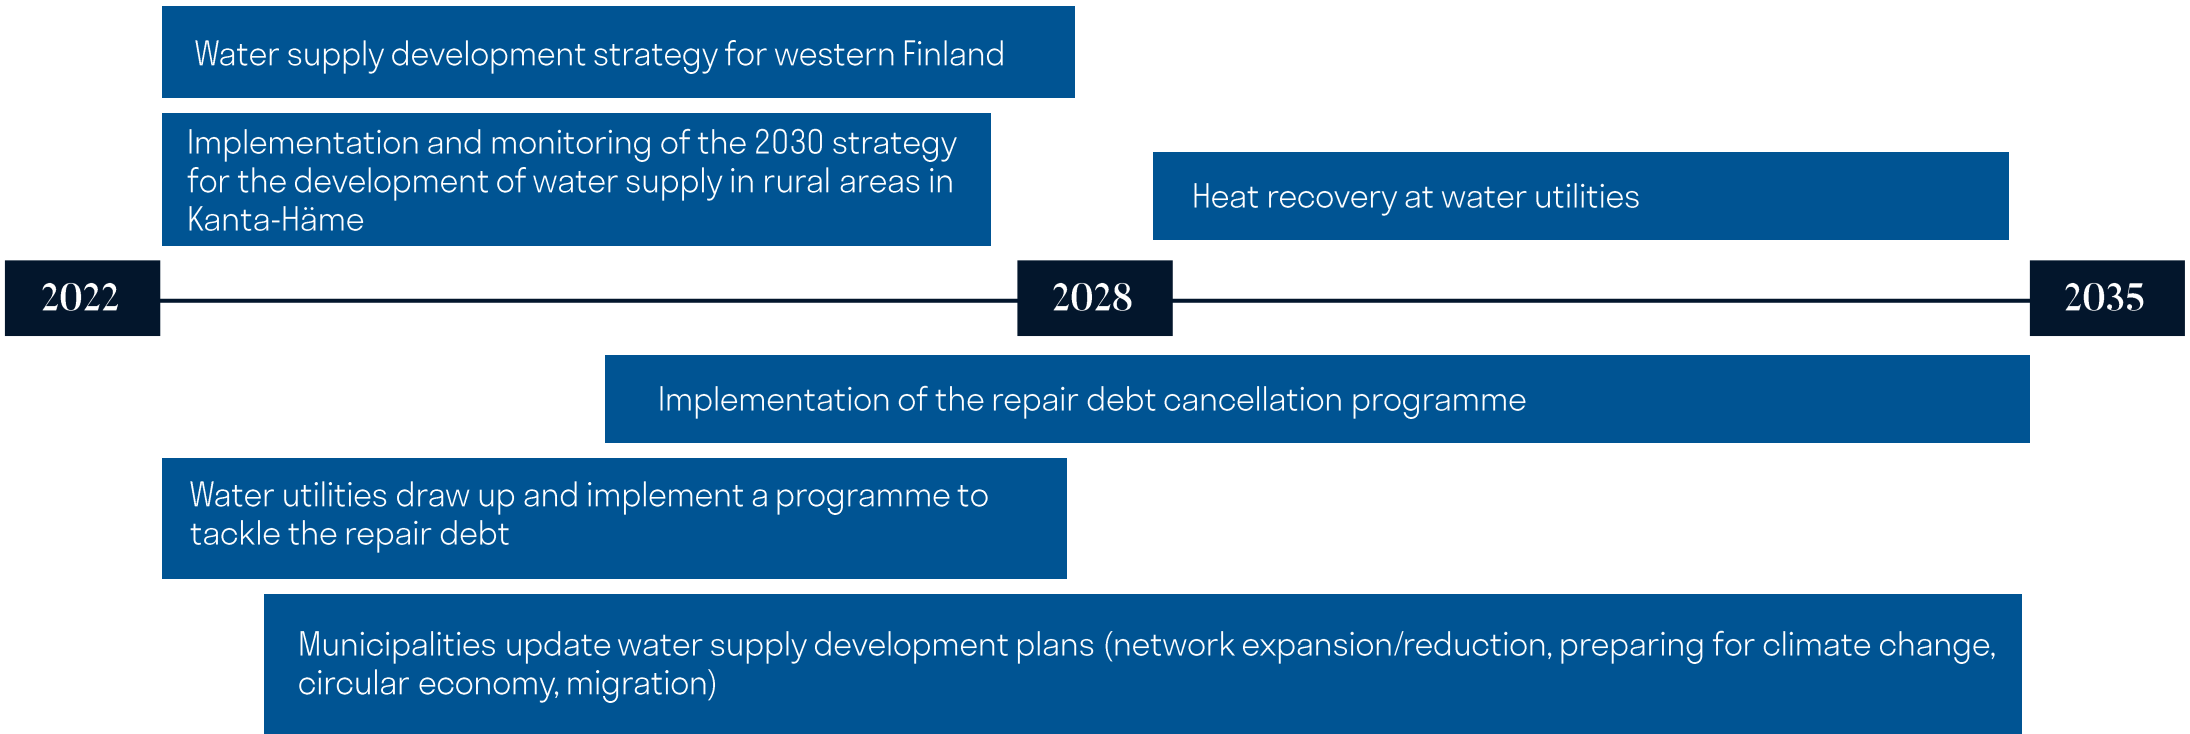 Water supply development strategy for western Finland
Implementation and monitoring of the 2030 strategy
for the development of water supply in rural areas in
Kanta-Häme
Heat recovery at water utilities
2022
2028
2035
Implementation of the repair debt cancellation programme
Water utilities draw up and implement a programme to
tackle the repair debt
Municipalities update water supply development plans (network expansion/reduction, preparing for climate change,
circular economy, migration)